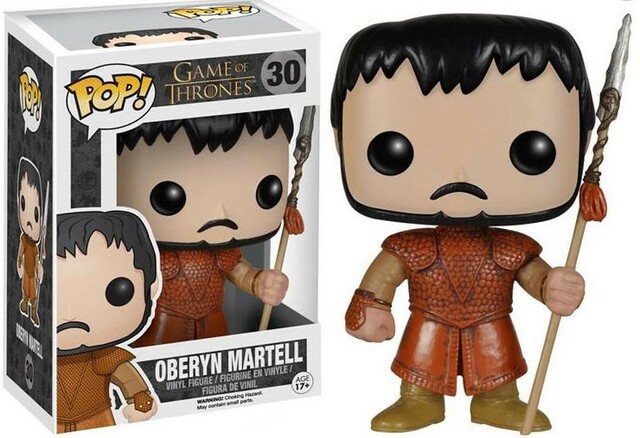 POP!
POP!
GAME OF
THRONES
30
OBERYN MARTELL
30
OBERYN MARTELL
VINYL FIGURE / FIGURINE EN VINYLE /
FIGURA DE VINIL
AGE
17+
WARNING: Choking Hazard.
May contain small parts.